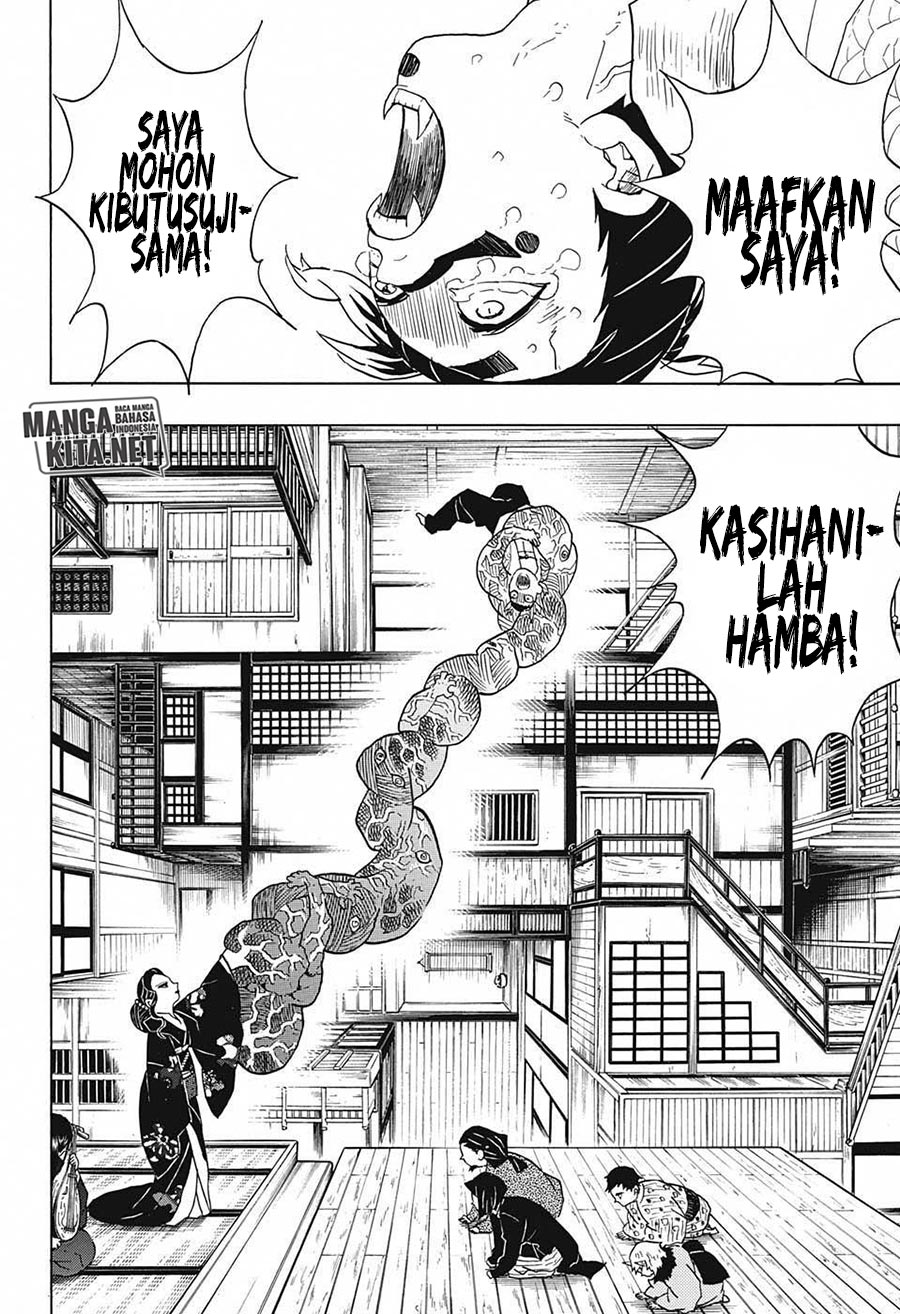 MAAFKAN
SAYA!
SAYA
MOHON
KIBUTUSUJI-
SAMA!
MANGA
KITA.NET
BACA MANGA
BAHASA
INDONESIA
KASIHANI-
LAH
HAMBA!